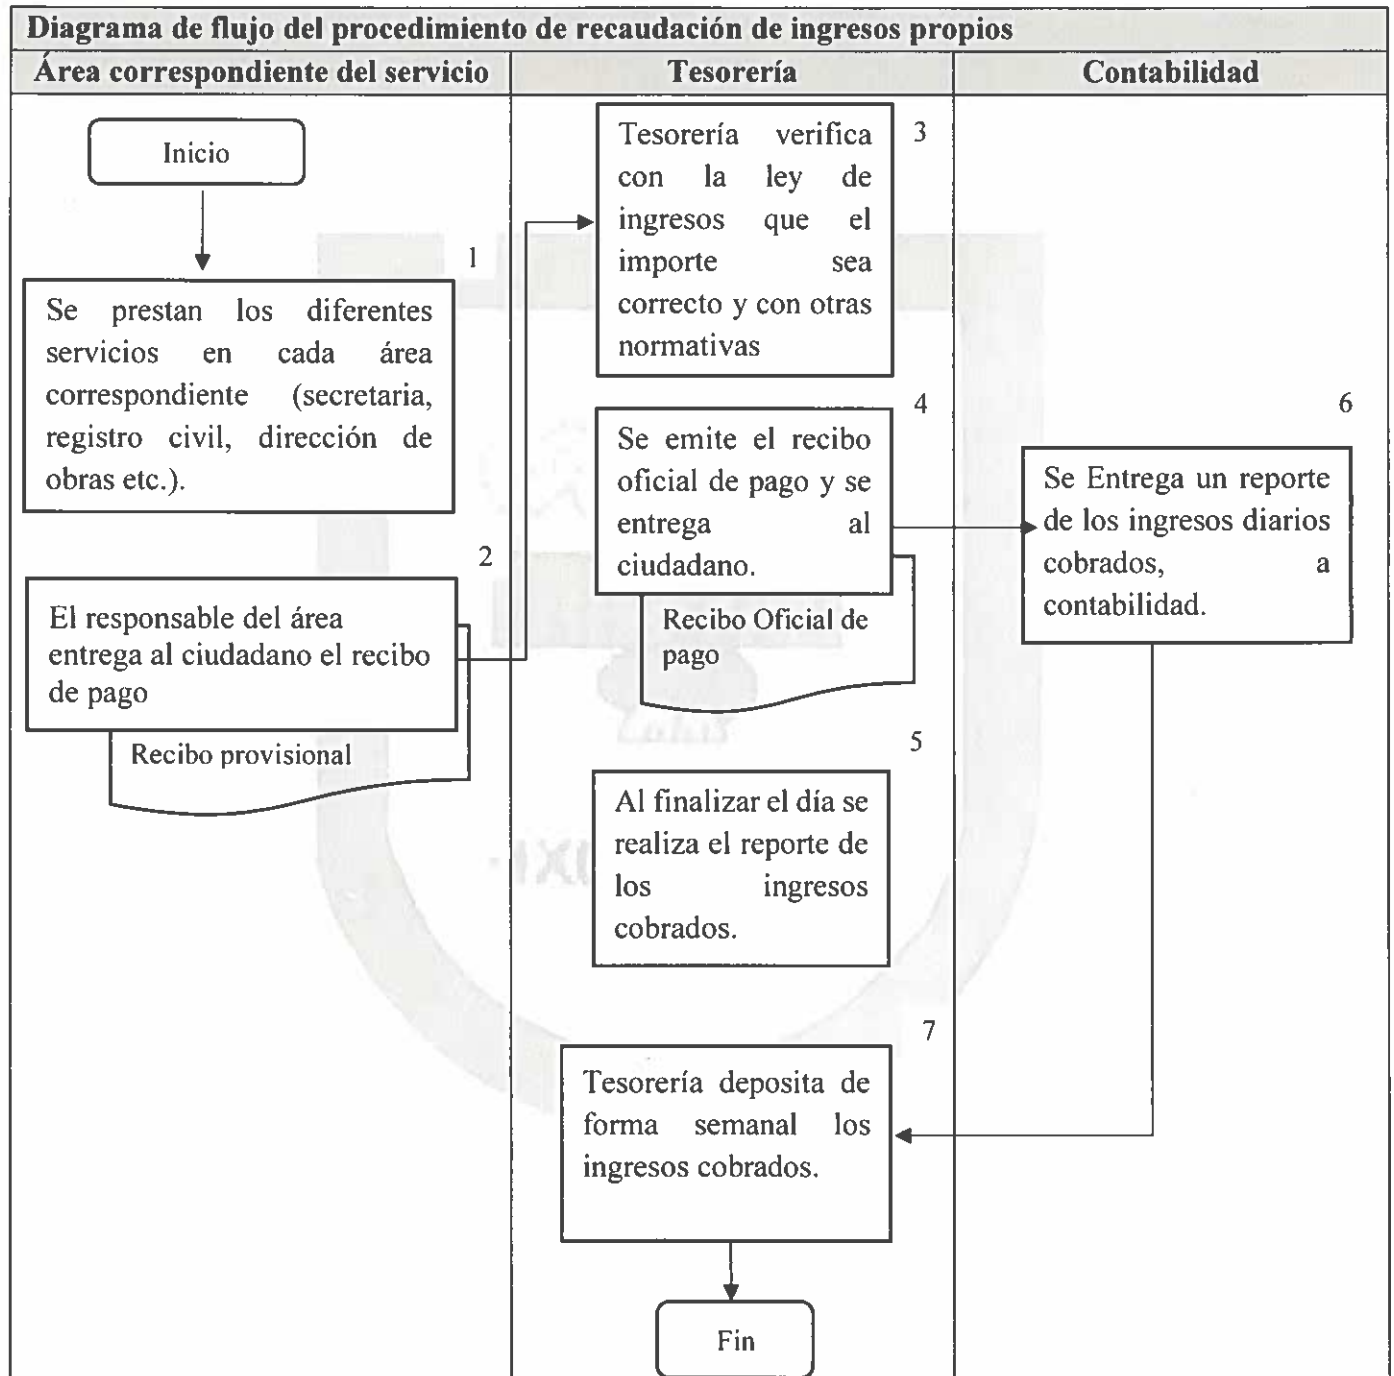 Diagrama de flujo del procedimiento de recaudación de ingresos propios
Área correspondiente del servicio
Tesorería
Contabilidad
Inicio
1
Se prestan los diferentes
servicios en cada área
correspondiente (secretaria,
registro civil, dirección de
obras etc.).
2
El responsable del área
entrega al ciudadano el recibo
de pago
Recibo provisional
3
Tesorería verifica
con la ley de
ingresos que el
importe sea
correcto y con otras
normativas
4
Se emite el recibo
oficial de pago y se
entrega al
ciudadano.
Recibo Oficial de
pago
5
Al finalizar el día se
realiza el reporte de
los ingresos
cobrados.
6
Se Entrega un reporte
de los ingresos diarios
cobrados, a
contabilidad.
7
Tesorería deposita de
forma semanal los
ingresos cobrados.
Fin